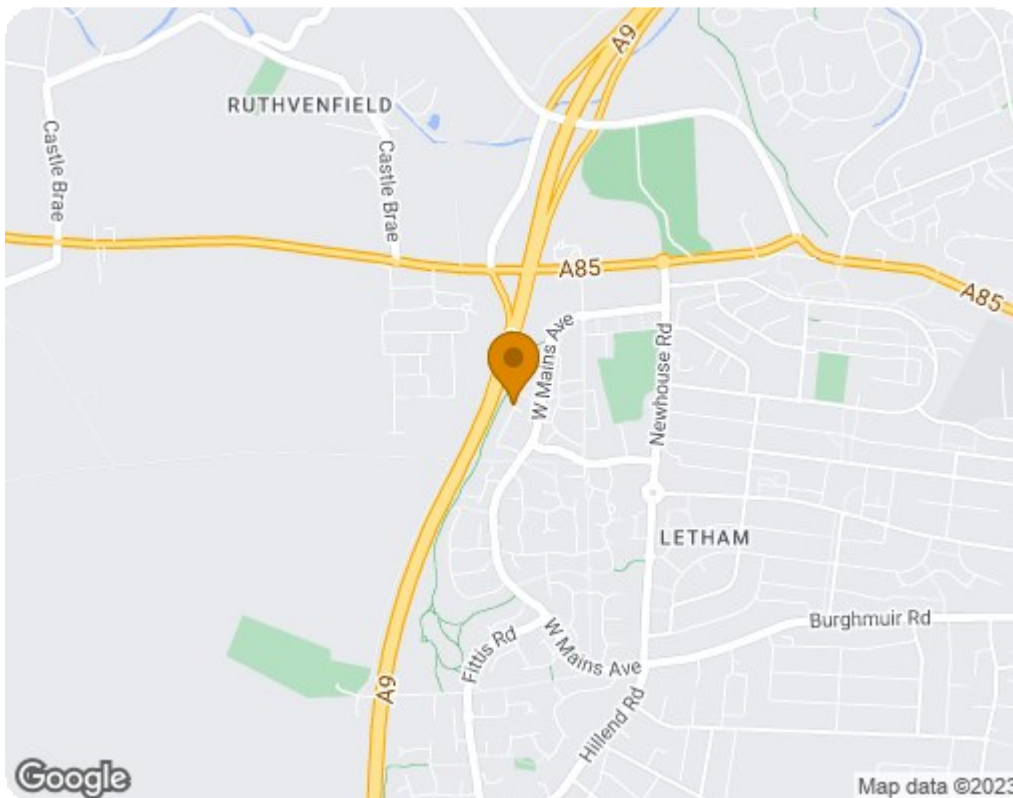 A9
RUTHVENFIELD
Castle Brae
Castle Brae
A85
A85
W Mains Ave
Newhouse Rd
LETHAM
Burghmuir Rd
Fittis Rd
W Mains Ave
A9
Hillend Rd
Google
Map data ©2023